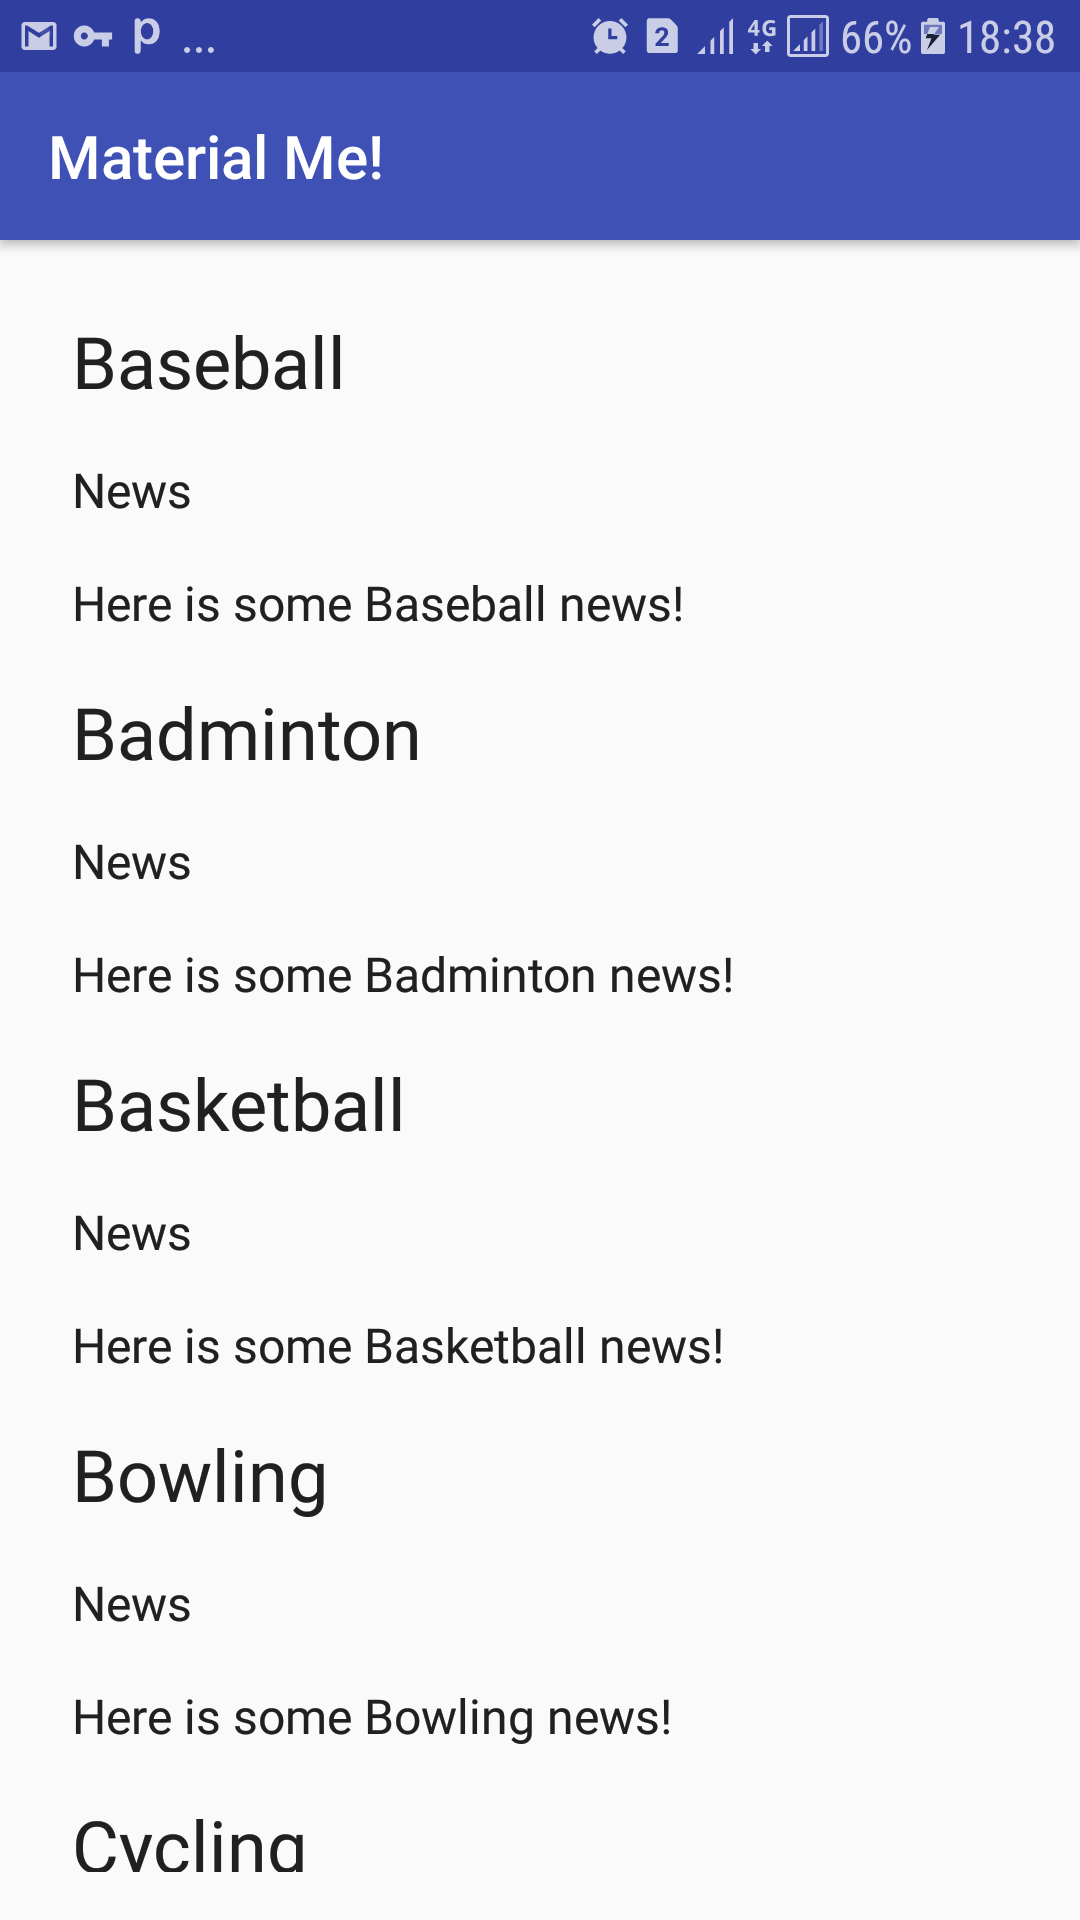 ... 2 4G 66% 18:38
Material Me!
Baseball
News
Here is some Baseball news!
Badminton
News
Here is some Badminton news!
Basketball
News
Here is some Basketball news!
Bowling
News
Here is some Bowling news!
Cycling